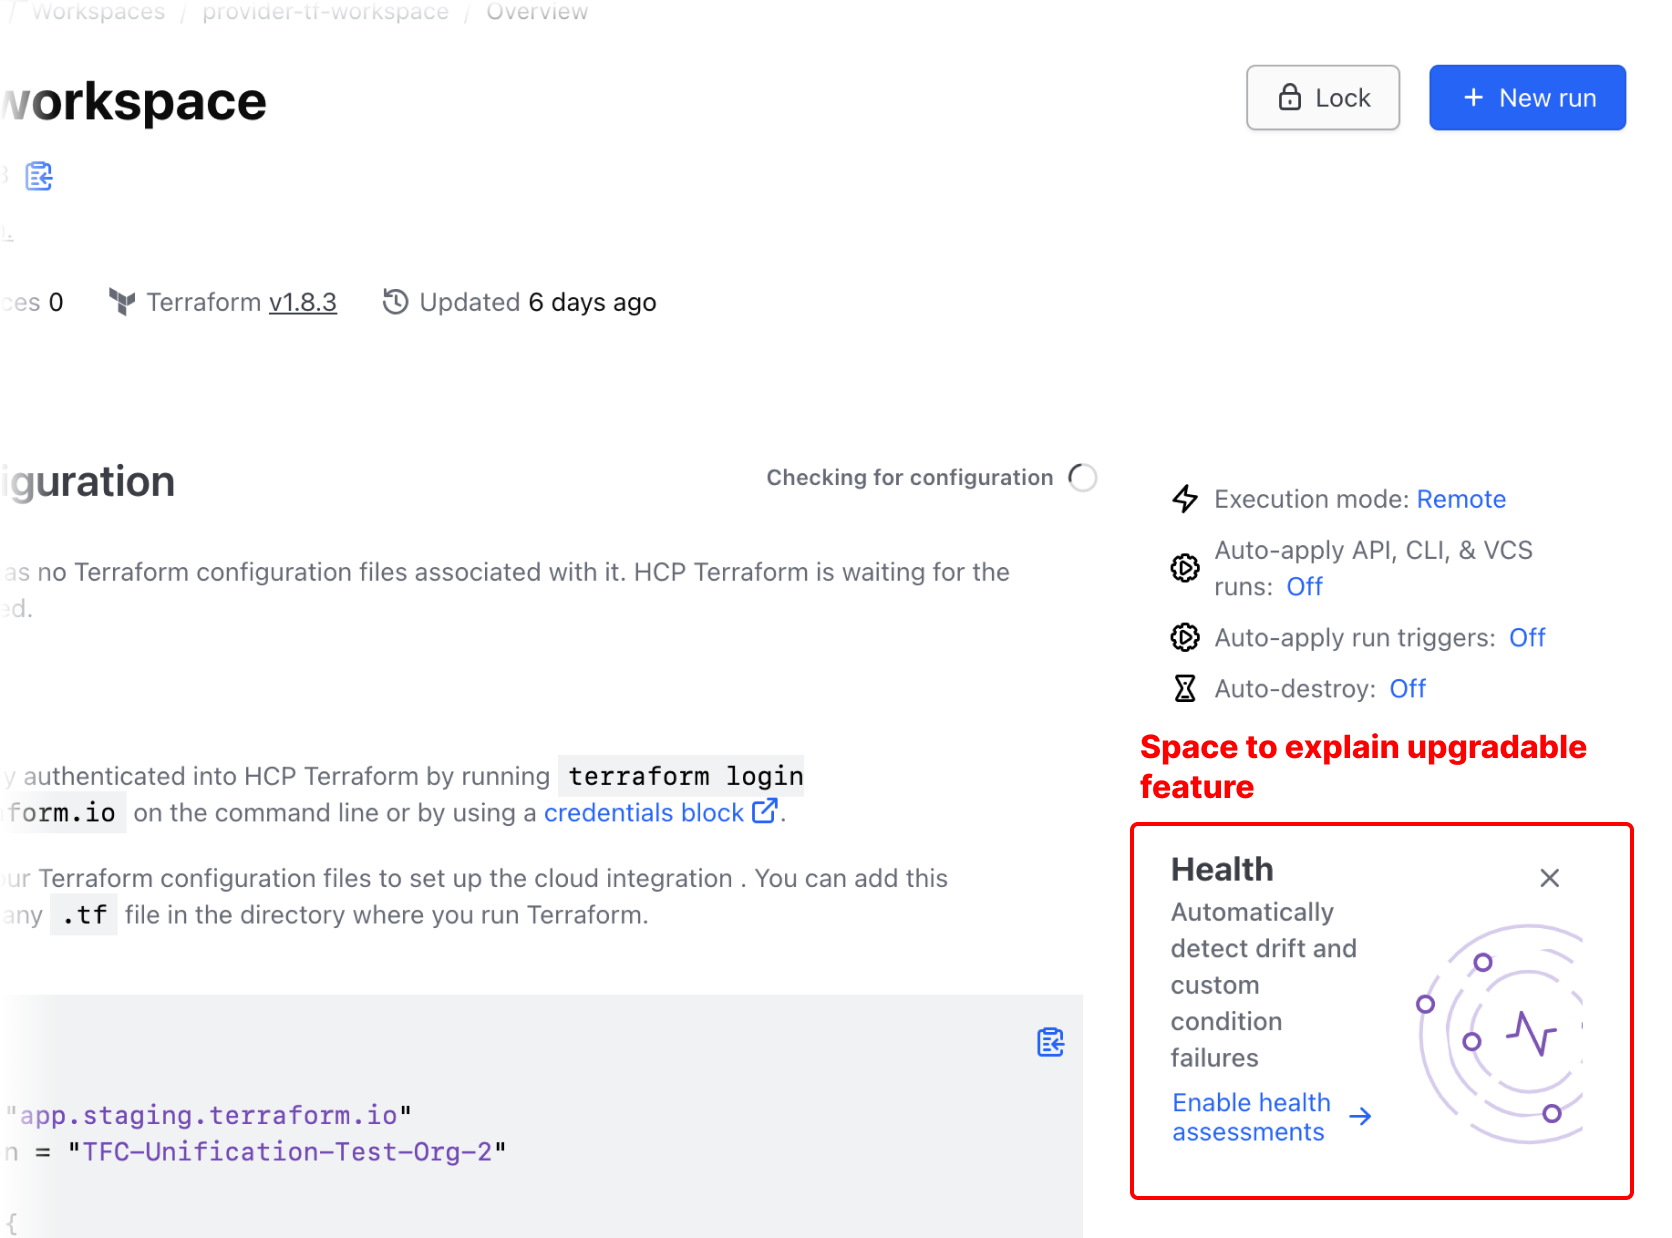 / Workspaces / provider-tf-workspace / Overview
workspace
Lock
+ New run
ces 0 Terraform v1.8.3 Updated 6 days ago
iguration
Checking for configuration
as no Terraform configuration files associated with it. HCP Terraform is waiting for the
ed.
y authenticated into HCP Terraform by running terraform login
form.io on the command line or by using a credentials block.
our Terraform configuration files to set up the cloud integration . You can add this
any .tf file in the directory where you run Terraform.
"app.staging.terraform.io"
n = "TFC-Unification-Test-Org-2"
{
Execution mode: Remote
Auto-apply API, CLI, & VCS
runs: Off
Auto-apply run triggers: Off
Auto-destroy: Off
Space to explain upgradable
feature
Health
Automatically
detect drift and
custom
condition
failures
Enable health
assessments